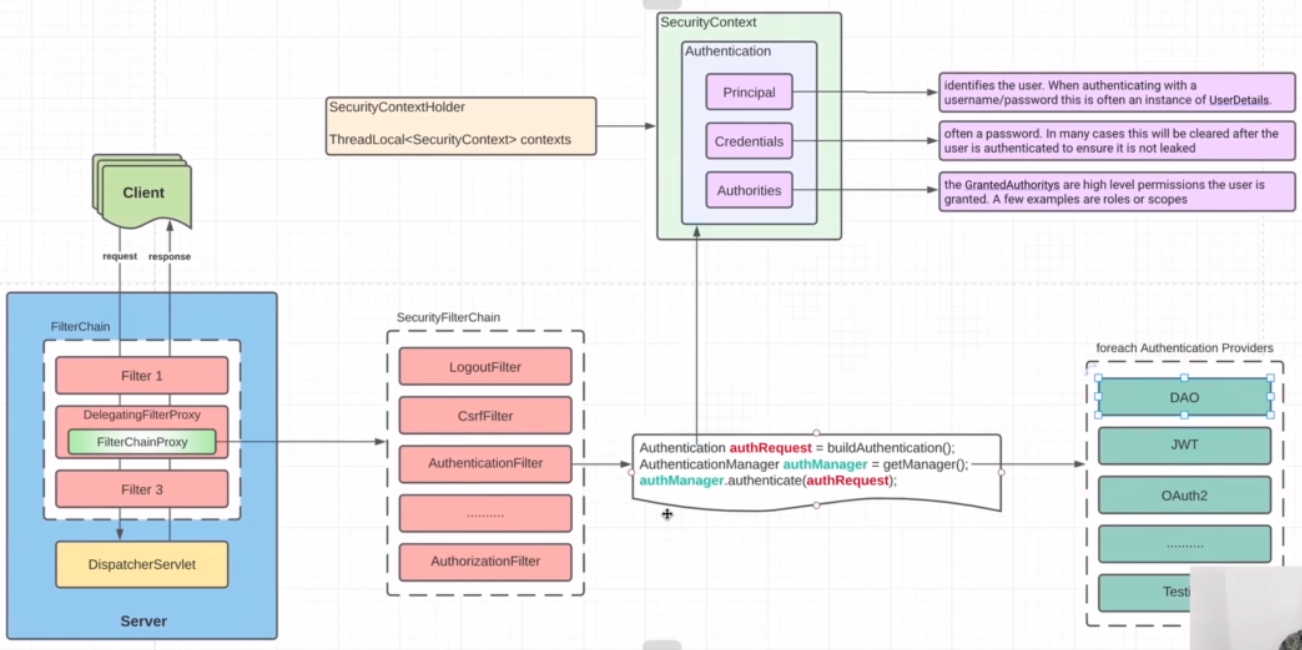 SecurityContext
Authentication
Principal
Credentials
Authorities
identifies the user. When authenticating with a
username/password this is often an instance of UserDetails.
often a password. In many cases this will be cleared after the
user is authenticated to ensure it is not leaked
the GrantedAuthoritys are high level permissions the user is
granted. A few examples are roles or scopes
SecurityContextHolder
ThreadLocal<SecurityContext> contexts
Client
request
response
FilterChain
Filter 1
DelegatingFilterProxy
FilterChainProxy
Filter 3
DispatcherServlet
Server
SecurityFilterChain
LogoutFilter
CsrfFilter
AuthenticationFilter
..........
AuthorizationFilter
Authentication authRequest = buildAuthentication();
AuthenticationManager authManager = getManager();
authManager.authenticate(authRequest);
foreach Authentication Providers
DAO
JWT
OAuth2
..........